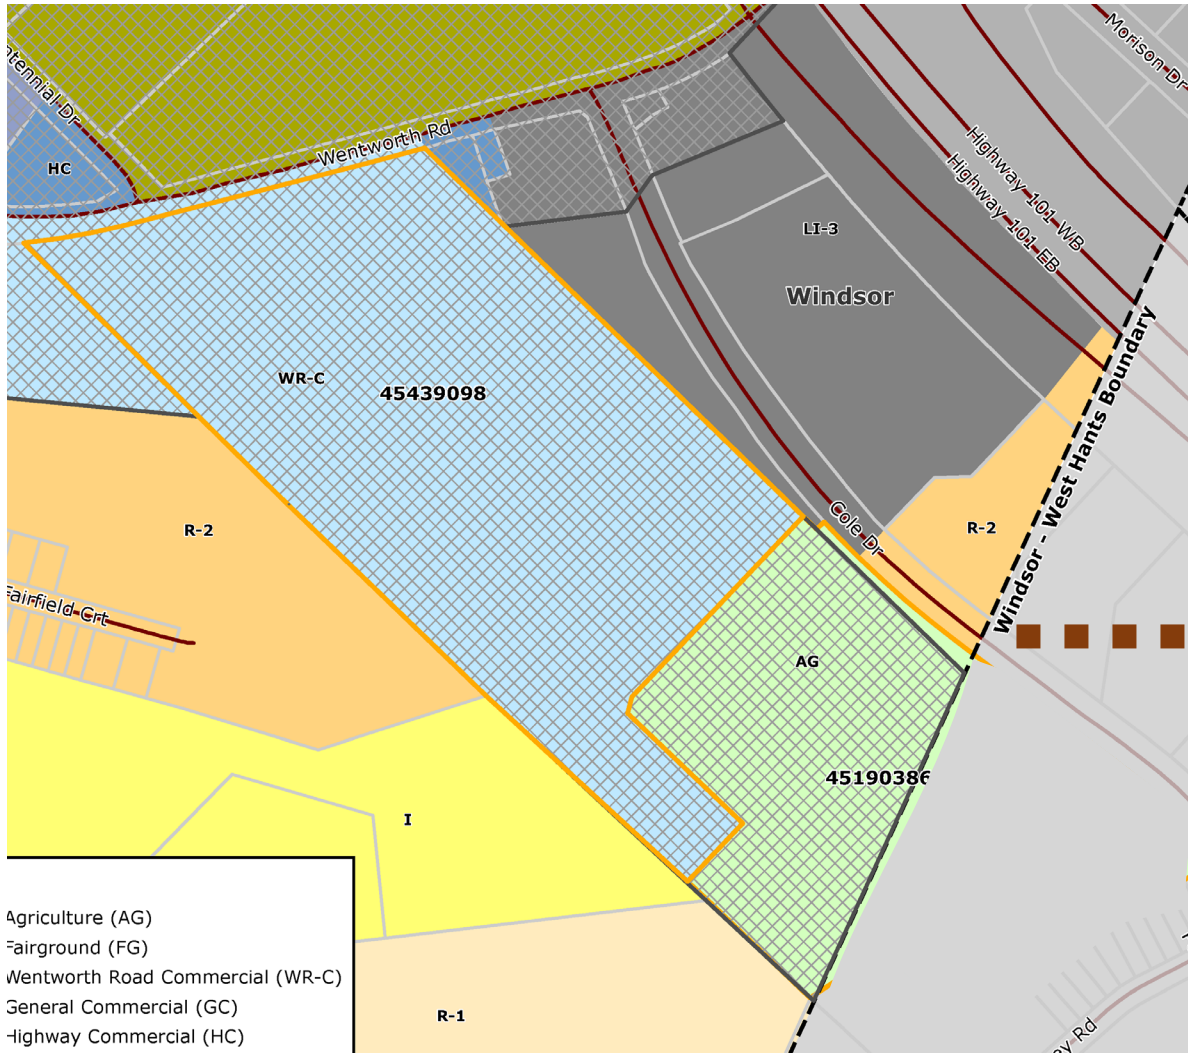 Morison Dr
Wentworth Rd
Highway 101 WB
Highway 101 EB
HC
LI-3
Windsor
WR-C
45439098
Windsor - West Hants Boundary
Cole Dr
R-2
R-2
Fairfield Crt
AG
45190386
I
R-1
Agriculture (AG)
Fairground (FG)
Wentworth Road Commercial (WR-C)
General Commercial (GC)
Highway Commercial (HC)